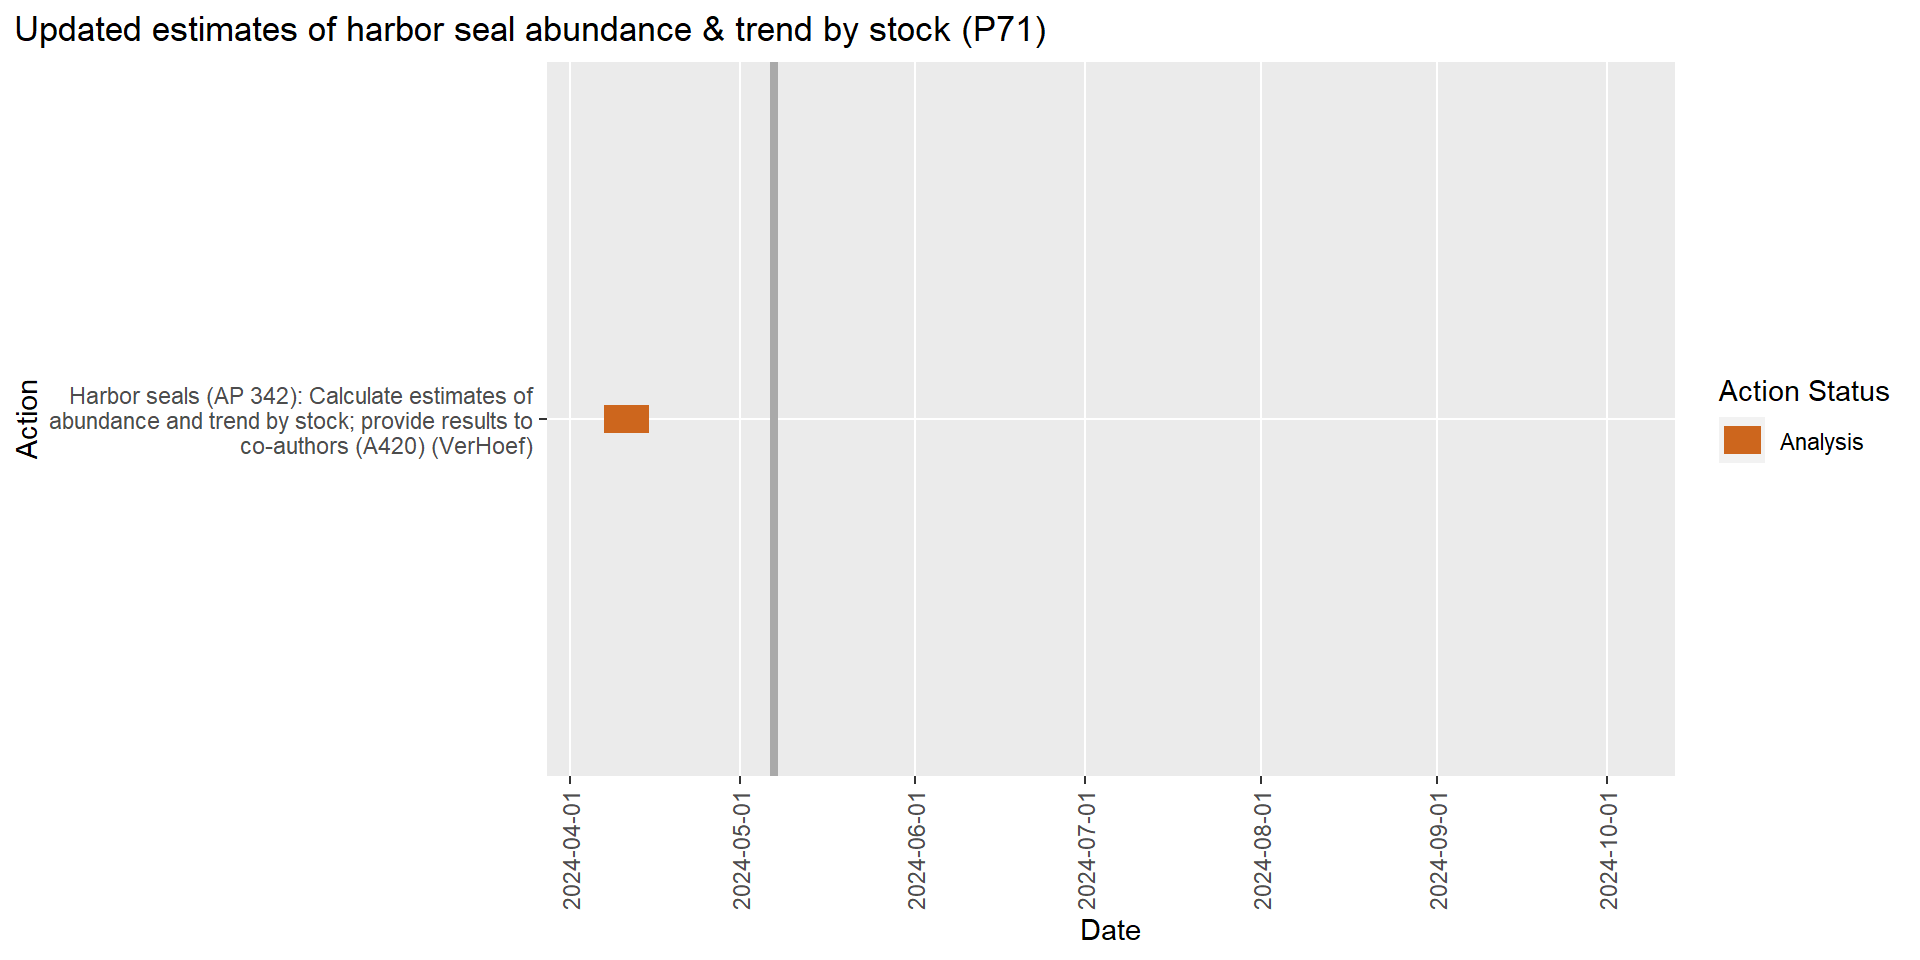 Updated estimates of harbor seal abundance & trend by stock (P71)
Action
Harbor seals (AP 342): Calculate estimates of
abundance and trend by stock; provide results to
co-authors (A420) (VerHoef)
Action Status
Analysis
2024-04-01
2024-05-01
2024-06-01
2024-07-01
2024-08-01
2024-09-01
2024-10-01
Date